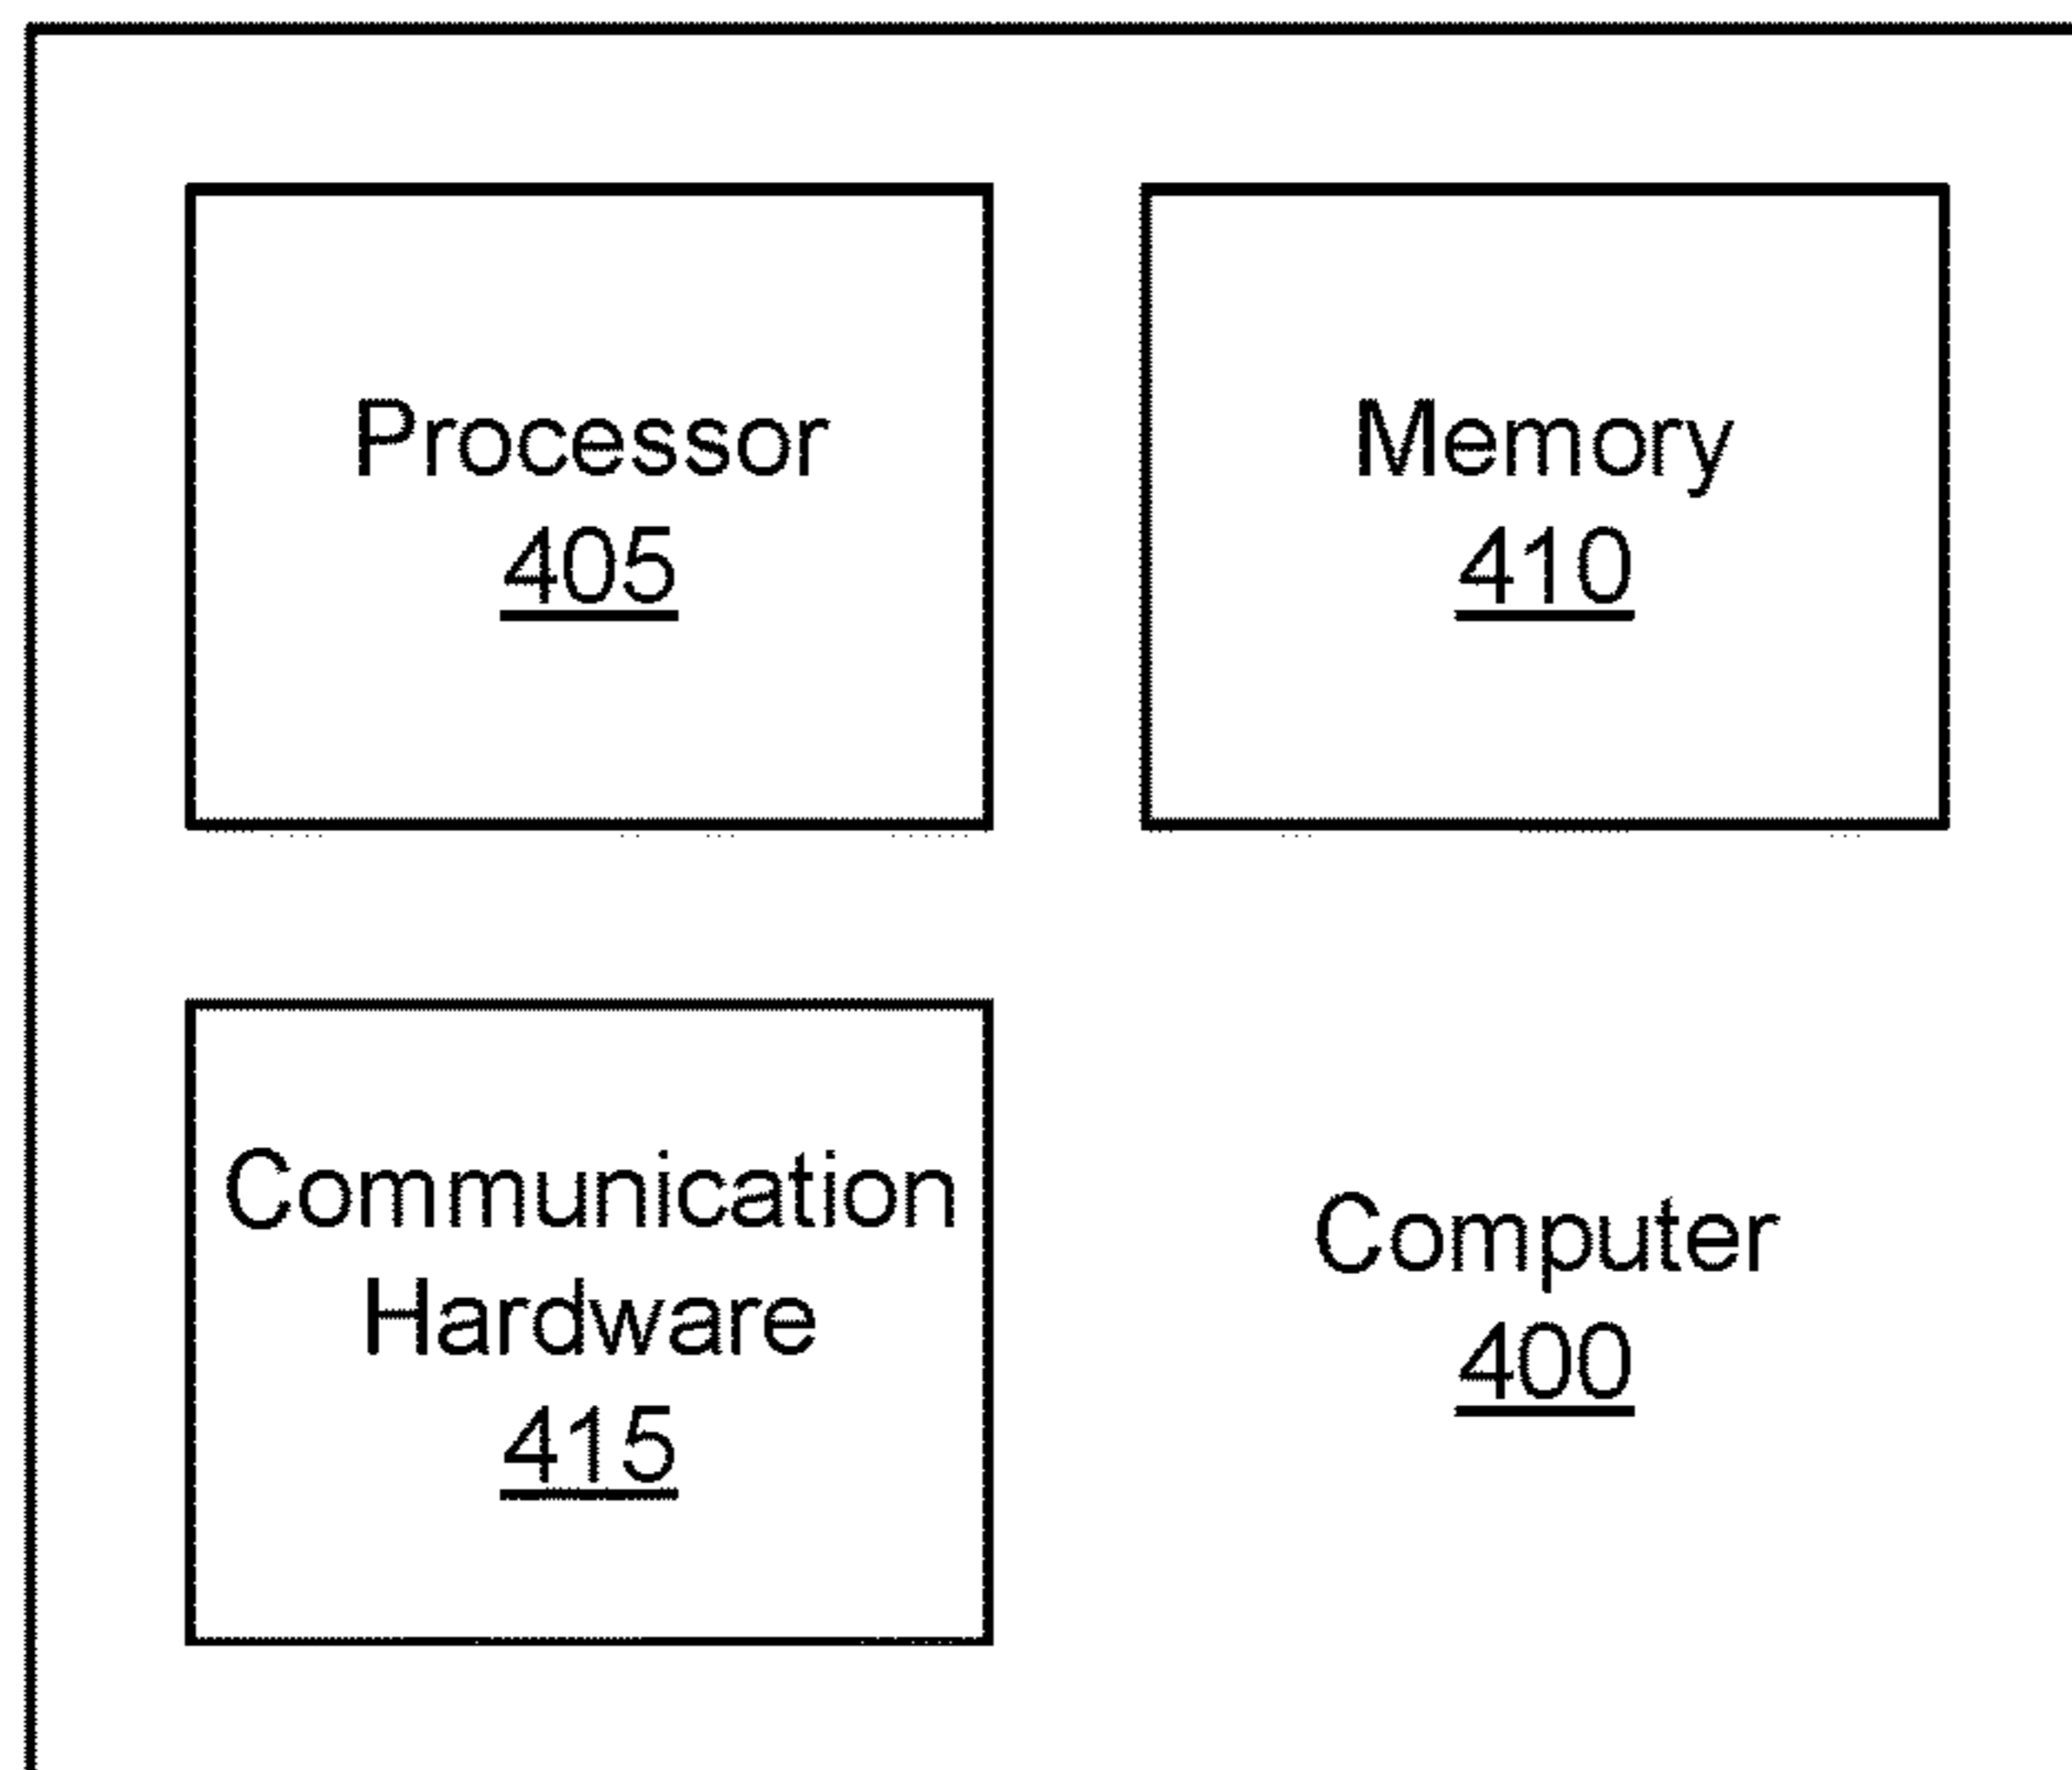 Processor
405
Memory
410
Communication
Hardware
415
Computer
400